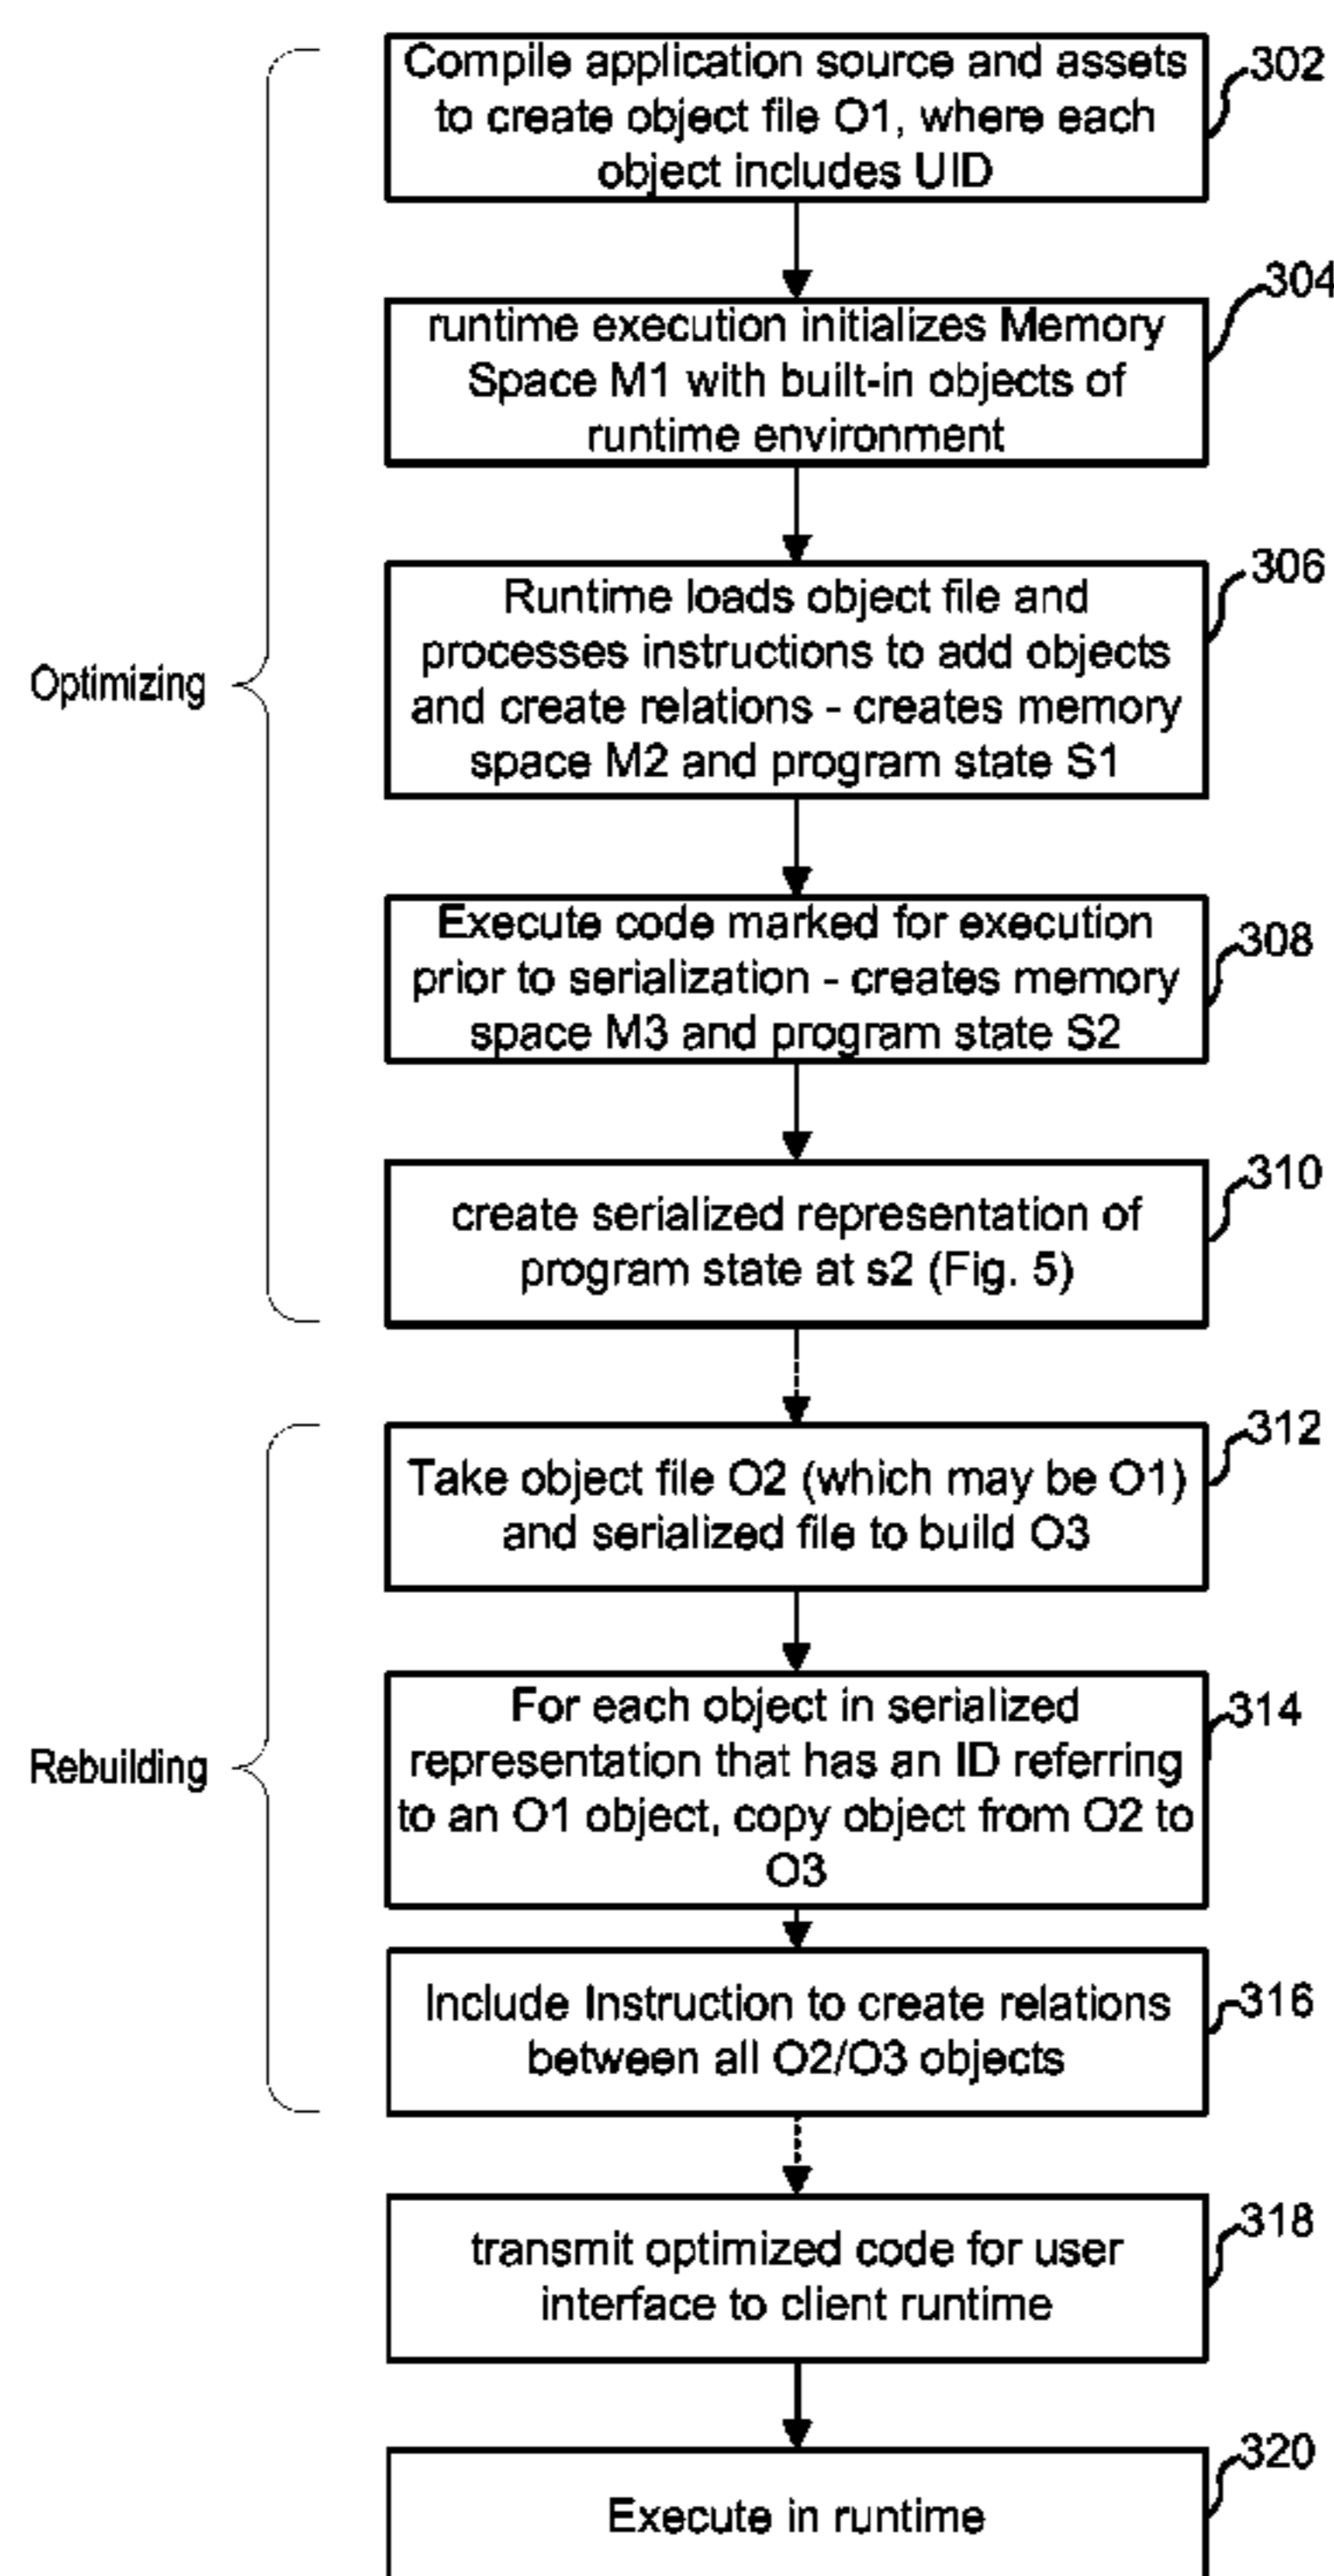 Compile application source and assets
to create object file O1, where each
object includes UID
302
runtime execution initializes Memory
Space M1 with built-in objects of
runtime environment
304
Runtime loads object file and
processes instructions to add objects
and create relations - creates memory
space M2 and program state S1
306
Optimizing
Execute code marked for execution
prior to serialization - creates memory
space M3 and program state S2
308
create serialized representation of
program state at s2 (Fig. 5)
310
Take object file O2 (which may be O1)
and serialized file to build O3
312
For each object in serialized
representation that has an ID referring
to an O1 object, copy object from O2 to
O3
314
Rebuilding
Include Instruction to create relations
between all O2/O3 objects
316
transmit optimized code for user
interface to client runtime
318
Execute in runtime
320